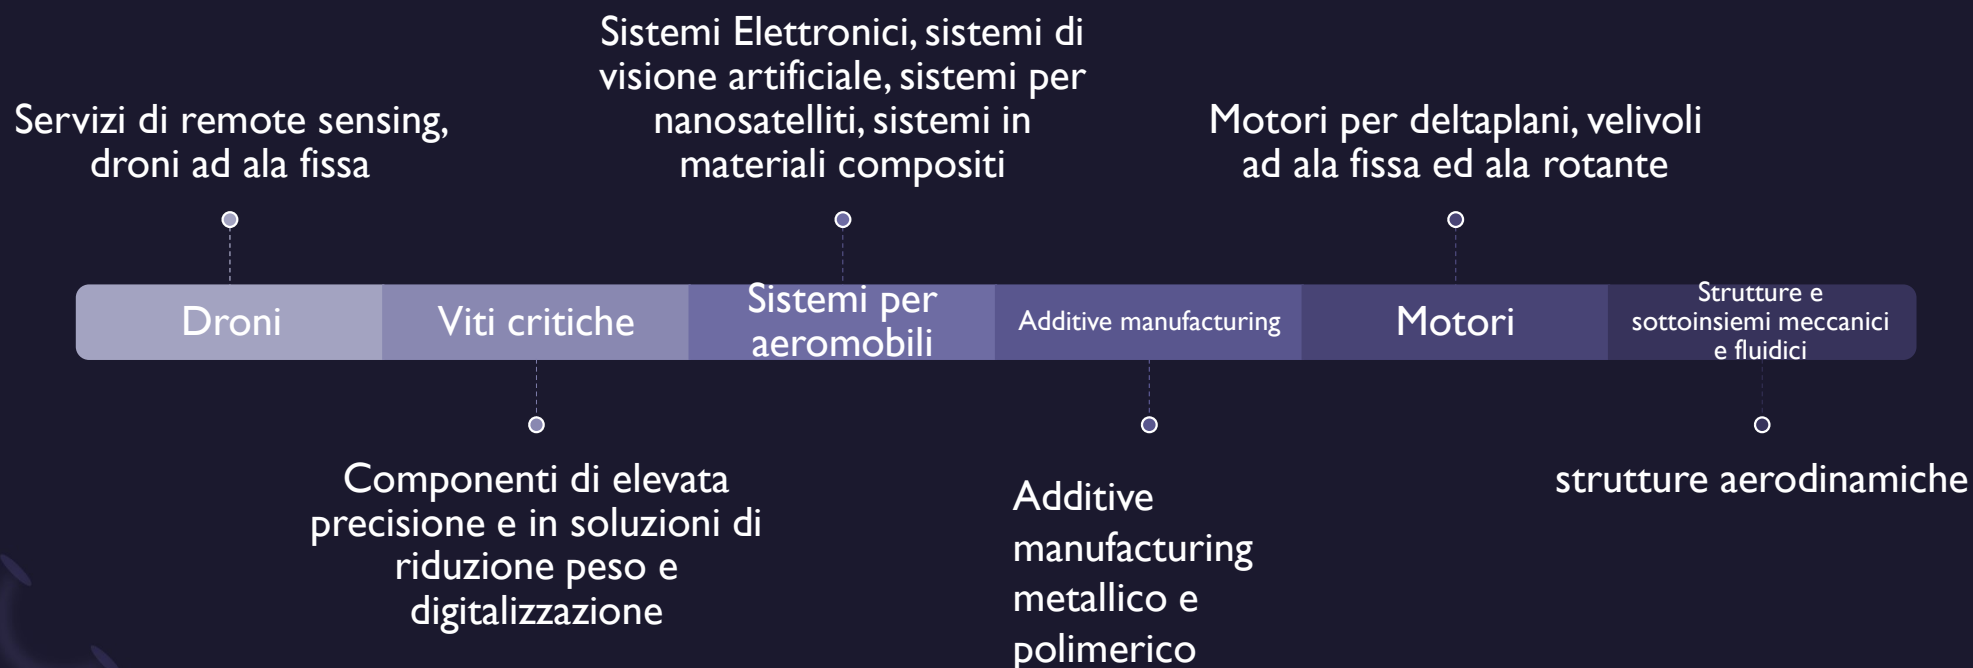 Sistemi Elettronici, sistemi di
visione artificiale, sistemi per
nanosatelliti, sistemi in
materiali compositi
Servizi di remote sensing,
droni ad ala fissa
Motori per deltaplani, velivoli
ad ala fissa ed ala rotante
Droni
Viti critiche
Sistemi per
aeromobili
Additive manufacturing
Motori
Strutture e
sottoinsiemi meccanici
e fluidici
Componenti di elevata
precisione e in soluzioni di
riduzione peso e
digitalizzazione
Additive
manufacturing
metallico e
polimerico
strutture aerodinamiche